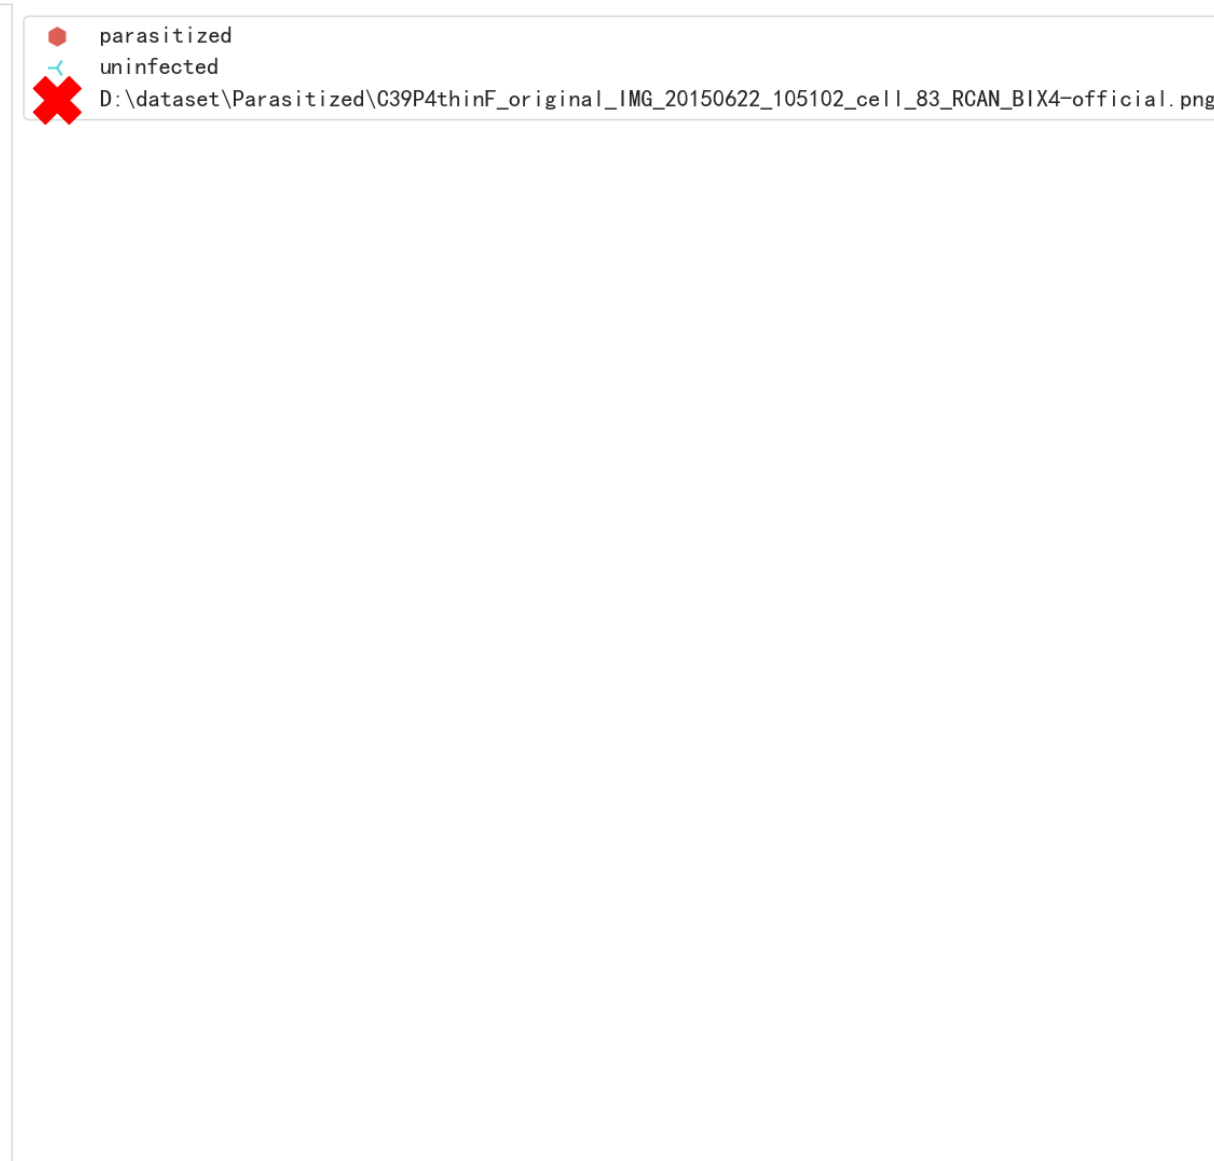 parasitized
uninfected
D:\dataset\Parasitized\C39P4thinF_original_IMG_20150622_105102_cell_83_RCAN_BIX4-official.png